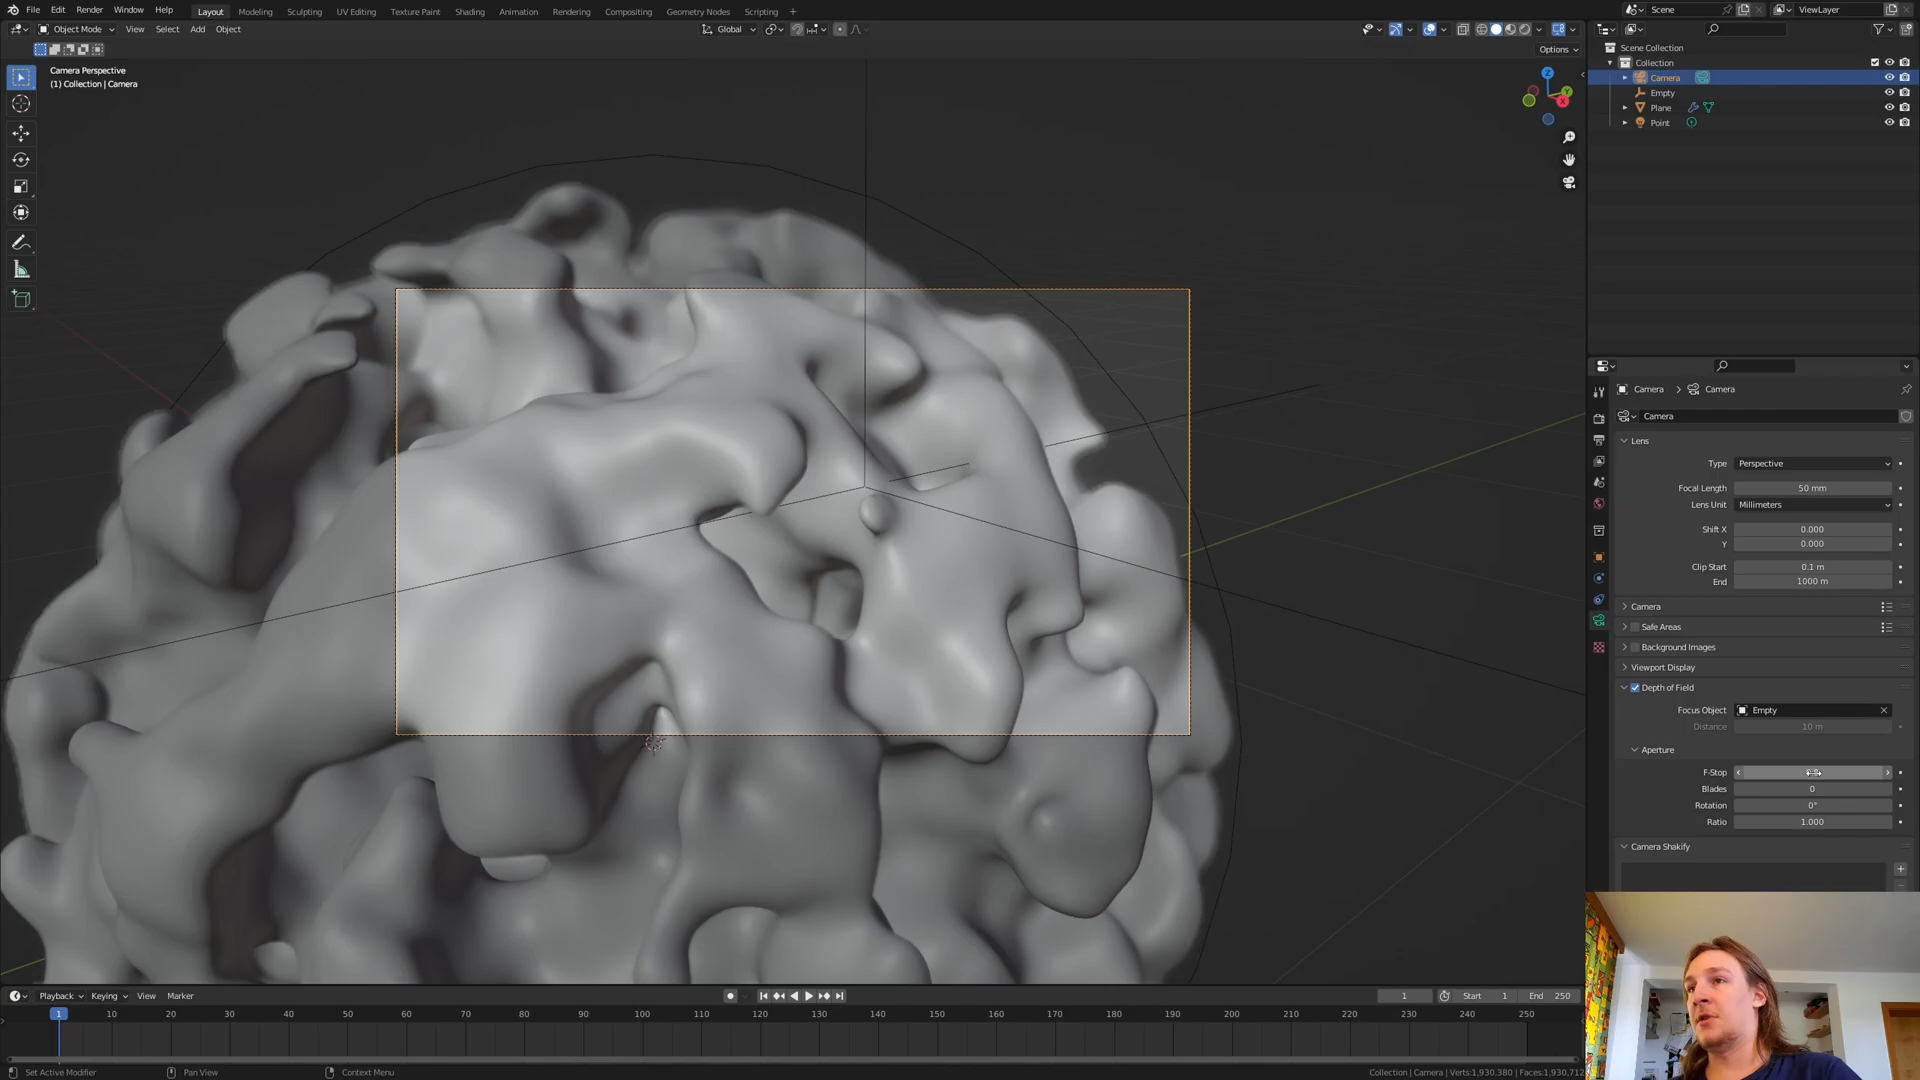 File Edit Render Window Help Layout Modeling Sculpting UV Editing Texture Paint Shading Animation Rendering Compositing Geometry Nodes Scripting + Scene ViewLayer
Object Mode View Select Add Object Global
Options
Camera Perspective
(1) Collection | Camera
Z
Y
X
Scene Collection
Collection
Camera
Empty
Plane
Point
Camera > Camera
Camera
Lens
Type Perspective
Focal Length 50 mm
Lens Unit Millimeters
Shift X 0.000
Y 0.000
Clip Start 0.1 m
End 1000 m
Camera
Safe Areas
Background Images
Viewport Display
Depth of Field
Focus Object Empty
Distance 10 m
Aperture
F-Stop
Blades 0
Rotation 0°
Ratio 1.000
Camera Shakify
Playback Keying View Marker 1 Start 1 End 250
1 10 20 30 40 50 60 70 80 90 100 110 120 130 140 150 160 170 180 190 200 210 220 230 240 250
Set Active Modifier Pan View Context Menu Collection | Camera | Verts:1,930,380 | Faces:1,930,712